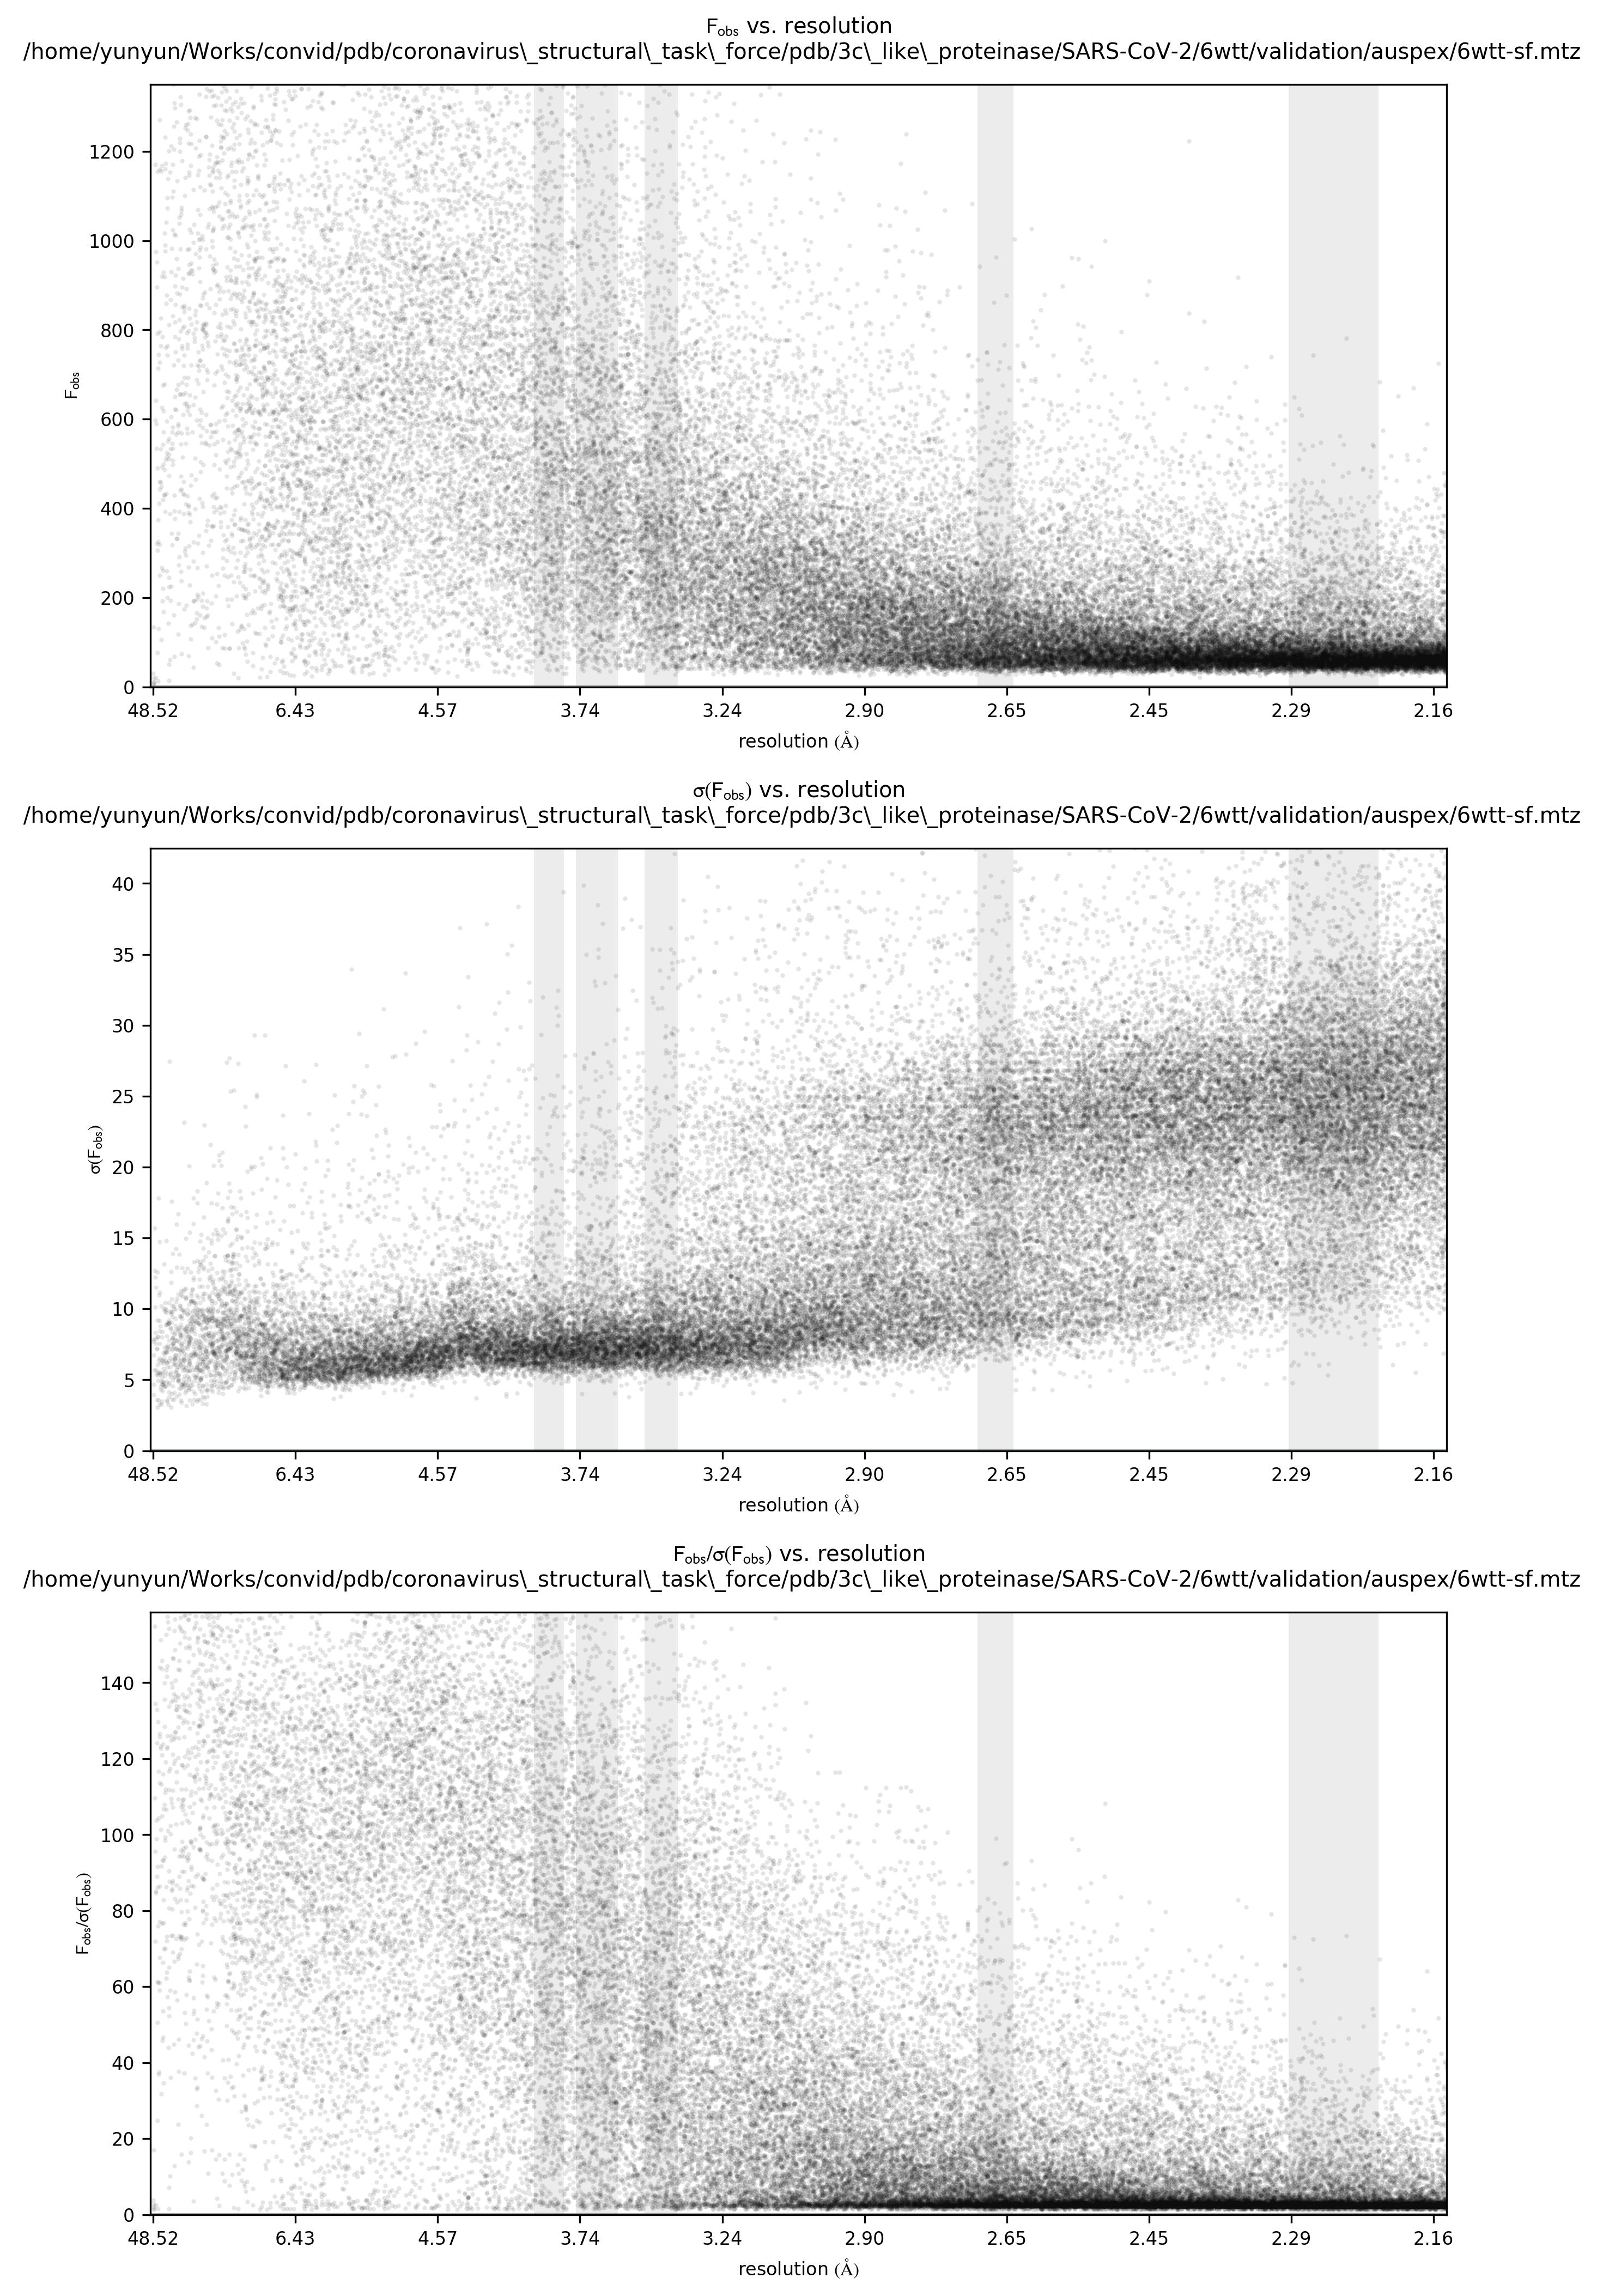 Fobs vs. resolution
/home/yunyun/Works/convid/pdb/coronavirus\_structural\_task\_force/pdb/3c\_like\_proteinase/SARS-CoV-2/6wtt/validation/auspex/6wtt-sf.mtz
1200
1000
800
600
400
200
0
Fobs
48.52 6.43 4.57 3.74 3.24 2.90 2.65 2.45 2.29 2.16
resolution (Å)
σ(Fobs) vs. resolution
/home/yunyun/Works/convid/pdb/coronavirus\_structural\_task\_force/pdb/3c\_like\_proteinase/SARS-CoV-2/6wtt/validation/auspex/6wtt-sf.mtz
40
35
30
25
20
15
10
5
0
σ(Fobs)
48.52 6.43 4.57 3.74 3.24 2.90 2.65 2.45 2.29 2.16
resolution (Å)
Fobs/σ(Fobs) vs. resolution
/home/yunyun/Works/convid/pdb/coronavirus\_structural\_task\_force/pdb/3c\_like\_proteinase/SARS-CoV-2/6wtt/validation/auspex/6wtt-sf.mtz
140
120
100
80
60
40
20
0
Fobs/σ(Fobs)
48.52 6.43 4.57 3.74 3.24 2.90 2.65 2.45 2.29 2.16
resolution (Å)